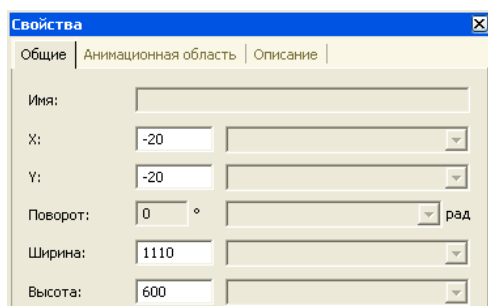 Свойства
Общие Анимационная область Описание
Имя:
X: -20
Y: -20
Поворот: 0 ° рад
Ширина: 1110
Высота: 600